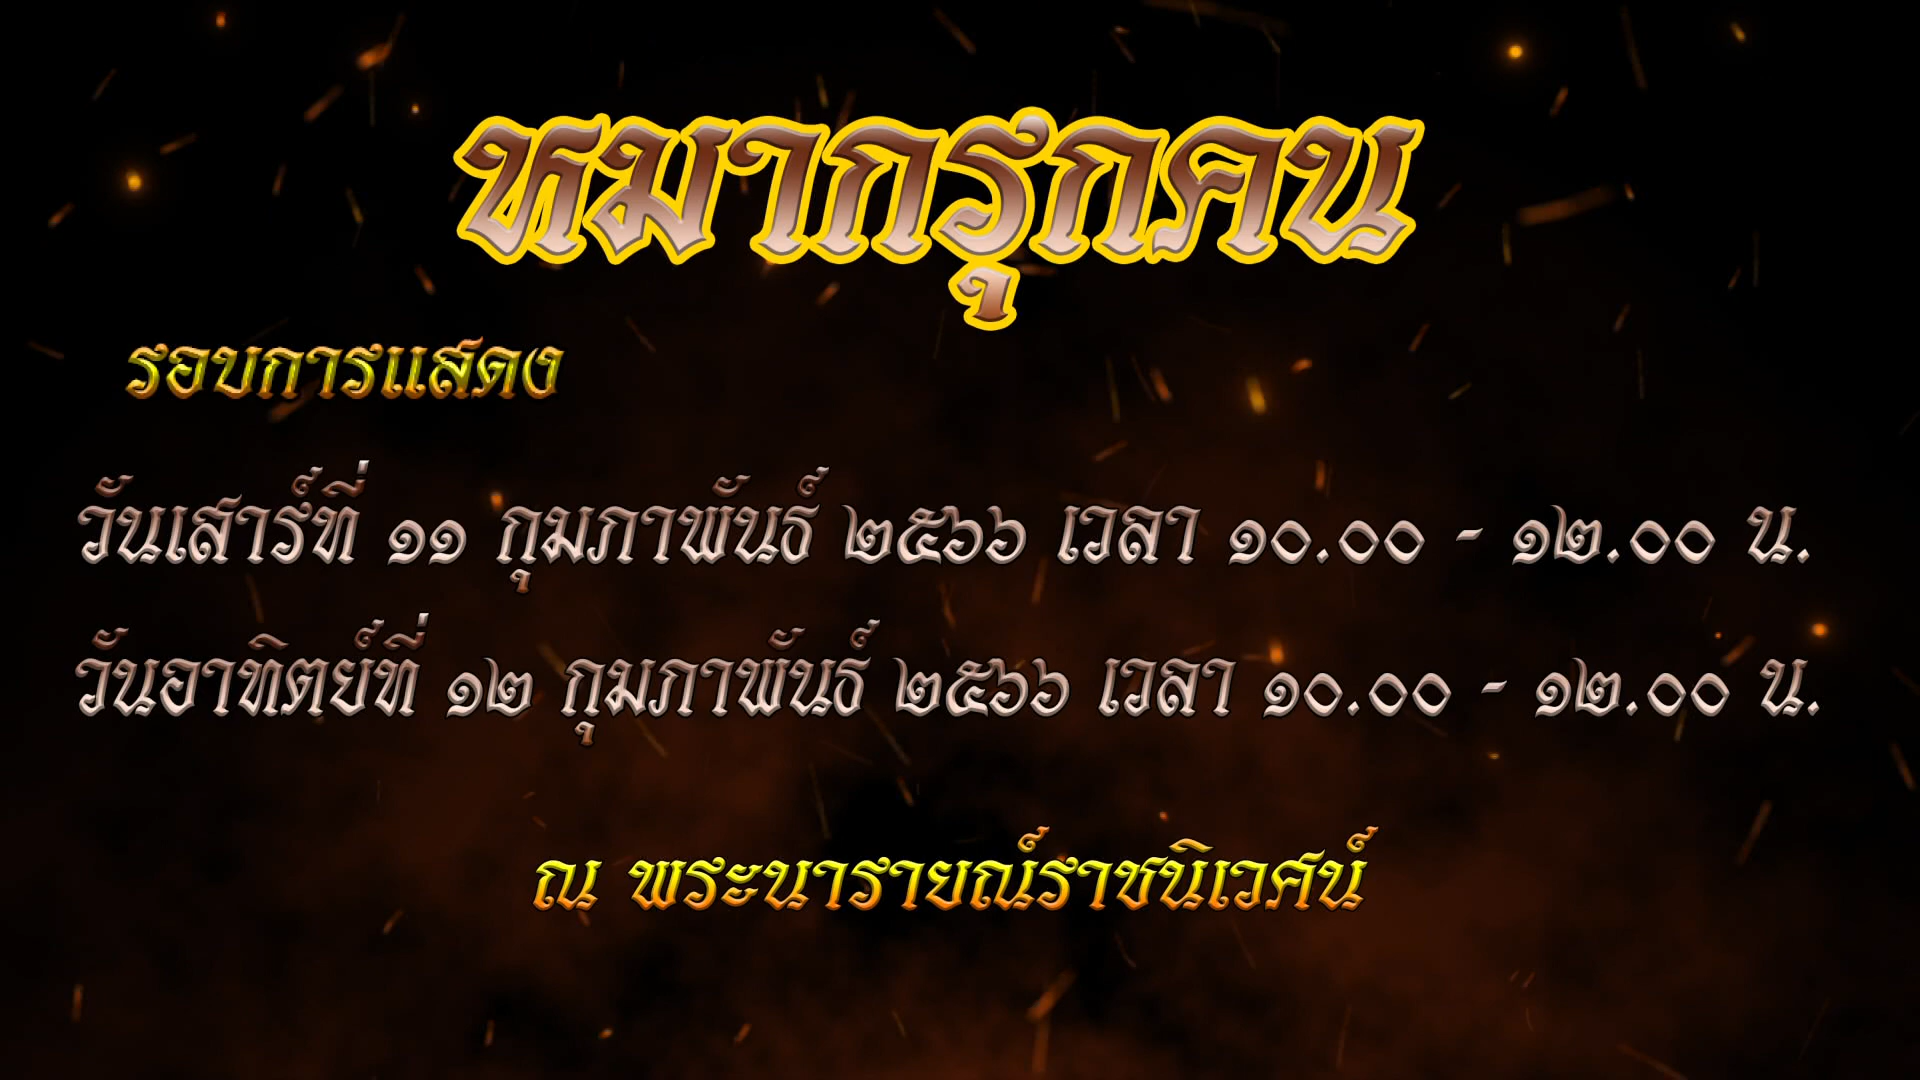 หมากรุกคน
รอบการแสดง
วันเสาร์ที่ ๑๑ กุมภาพันธ์ ๒๕๖๖ เวลา ๑๐.๐๐ - ๑๒.๐๐ น.
วันอาทิตย์ที่ ๑๒ กุมภาพันธ์ ๒๕๖๖ เวลา ๑๐.๐๐ - ๑๒.๐๐ น.
ณ พระนารายณ์ราชนิเวศน์